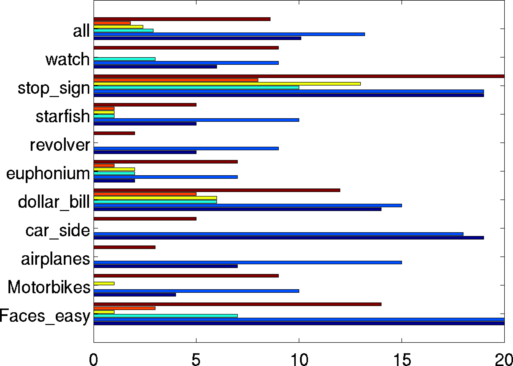 all
watch
stop_sign
starfish
revolver
euphonium
dollar_bill
car_side
airplanes
Motorbikes
Faces_easy
0 5 10 15 20